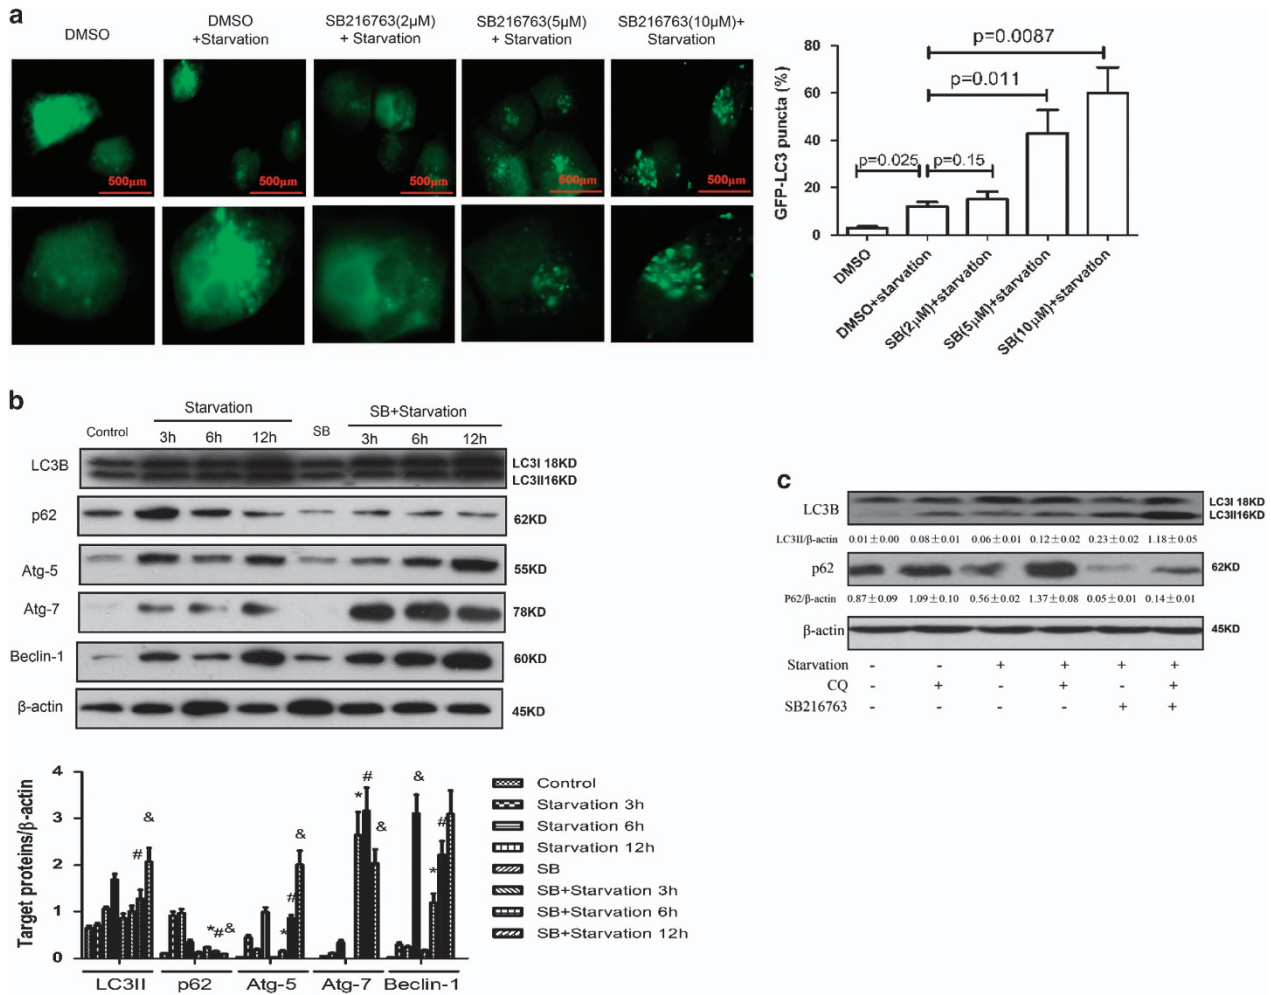 a
DMSO
DMSO
+Starvation
SB216763(2μM)
+ Starvation
SB216763(5μM)
+ Starvation
SB216763(10μM)+
Starvation
500μm
500μm
500μm
500μm
500μm
GFP-LC3 puncta (%)
80
60
40
20
0
p=0.0087
p=0.011
p=0.025
p=0.15
DMSO
DMSO+starvation
SB(2μM)+starvation
SB(5μM)+starvation
SB(10μM)+starvation
b
Starvation
SB+Starvation
Control 3h 6h 12h SB 3h 6h 12h
LC3B
LC3I 18KD
LC3II16KD
p62
62KD
Atg-5
55KD
Atg-7
78KD
Beclin-1
60KD
β-actin
45KD
Target proteins/β-actin
4
3
2
1
0
# &
*#&
* # &
* # &
& * #
LC3II p62 Atg-5 Atg-7 Beclin-1
Control
Starvation 3h
Starvation 6h
Starvation 12h
SB
SB+Starvation 3h
SB+Starvation 6h
SB+Starvation 12h
c
LC3B
LC3I 18KD
LC3II16KD
LC3II/β-actin 0.01±0.00 0.08±0.01 0.06±0.01 0.12±0.02 0.23±0.02 1.18±0.05
p62
62KD
P62/β-actin 0.87±0.09 1.09±0.10 0.56±0.02 1.37±0.08 0.05±0.01 0.14±0.01
β-actin
45KD
Starvation - - + + + +
CQ - + - + - +
SB216763 - - - - + +